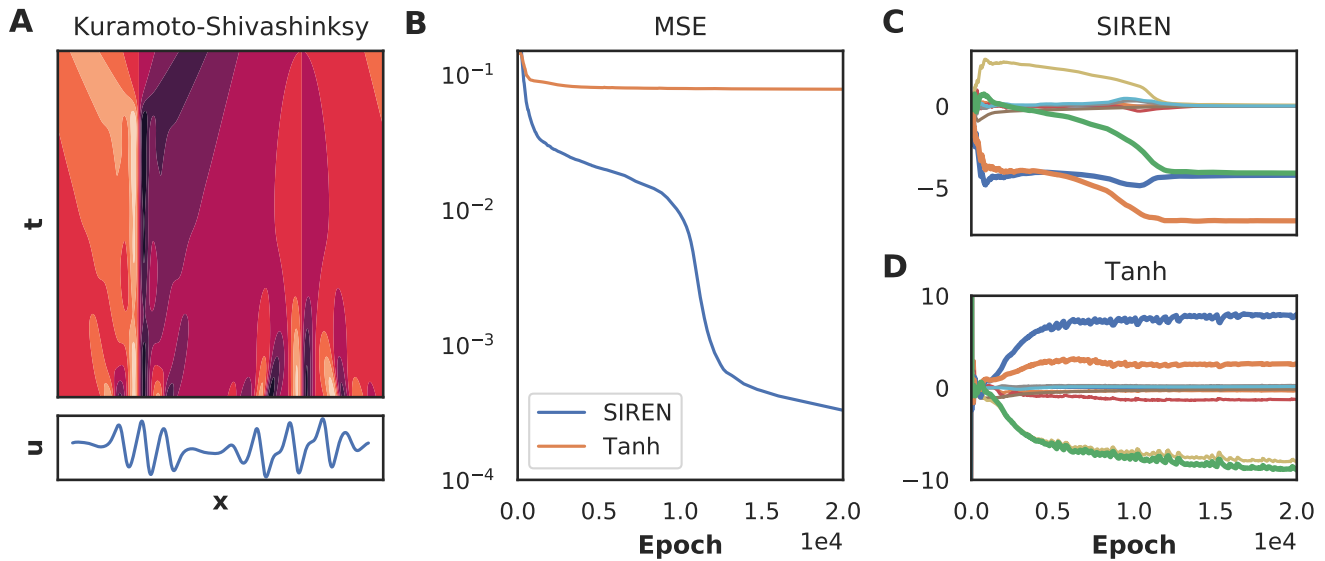 A Kuramoto-Shivashinksy
t
u
x
B MSE
10⁻¹
10⁻²
10⁻³
10⁻⁴
SIREN
Tanh
0.0 0.5 1.0 1.5 2.0
Epoch 1e4
C SIREN
0
−5
D Tanh
10
0
−10
0.0 0.5 1.0 1.5 2.0
Epoch 1e4